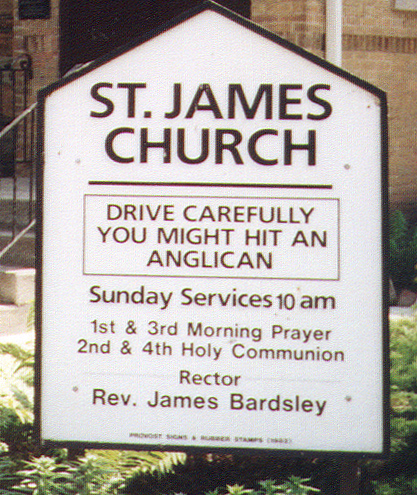 ST. JAMES
CHURCH
DRIVE CAREFULLY
YOU MIGHT HIT AN
ANGLICAN
Sunday Services 10 am
1st & 3rd Morning Prayer
2nd & 4th Holy Communion
Rector
Rev. James Bardsley
PROVOST SIGNS & RUBBER STAMPS (1983)